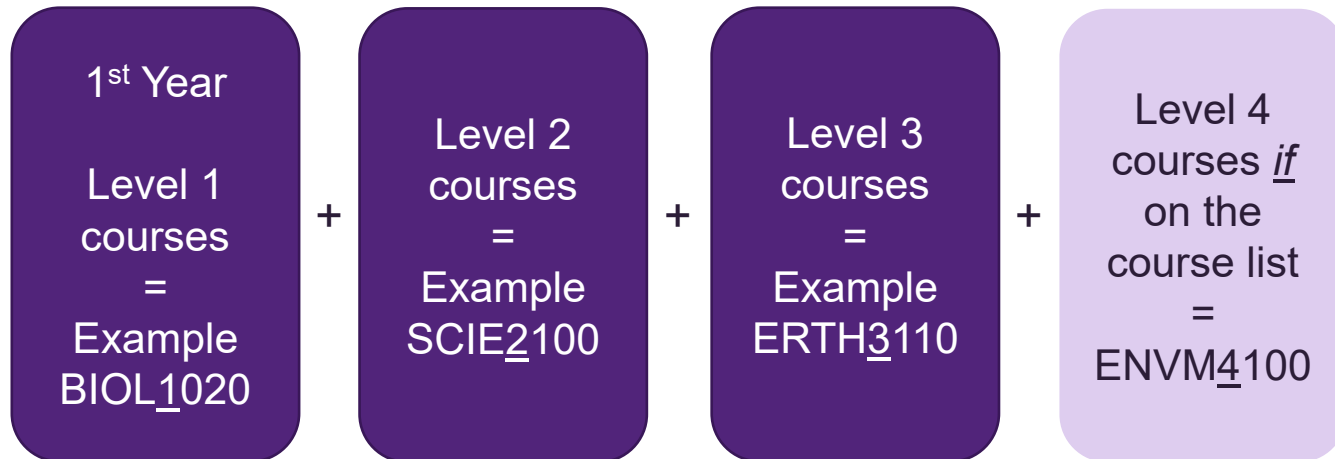 1st Year
Level 1
courses
=
Example
BIOL1020
+
Level 2
courses
=
Example
SCIE2100
+
Level 3
courses
=
Example
ERTH3110
+
Level 4
courses if
on the
course list
=
ENVM4100